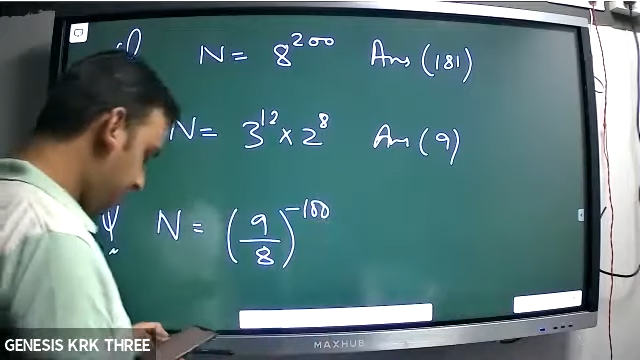 Q N = 8^200 Ans (181)
N = 3^12 × 2^8 Ans (9)
ψ N = (9/8)^-100
MAXHUB
GENESIS KRK THREE